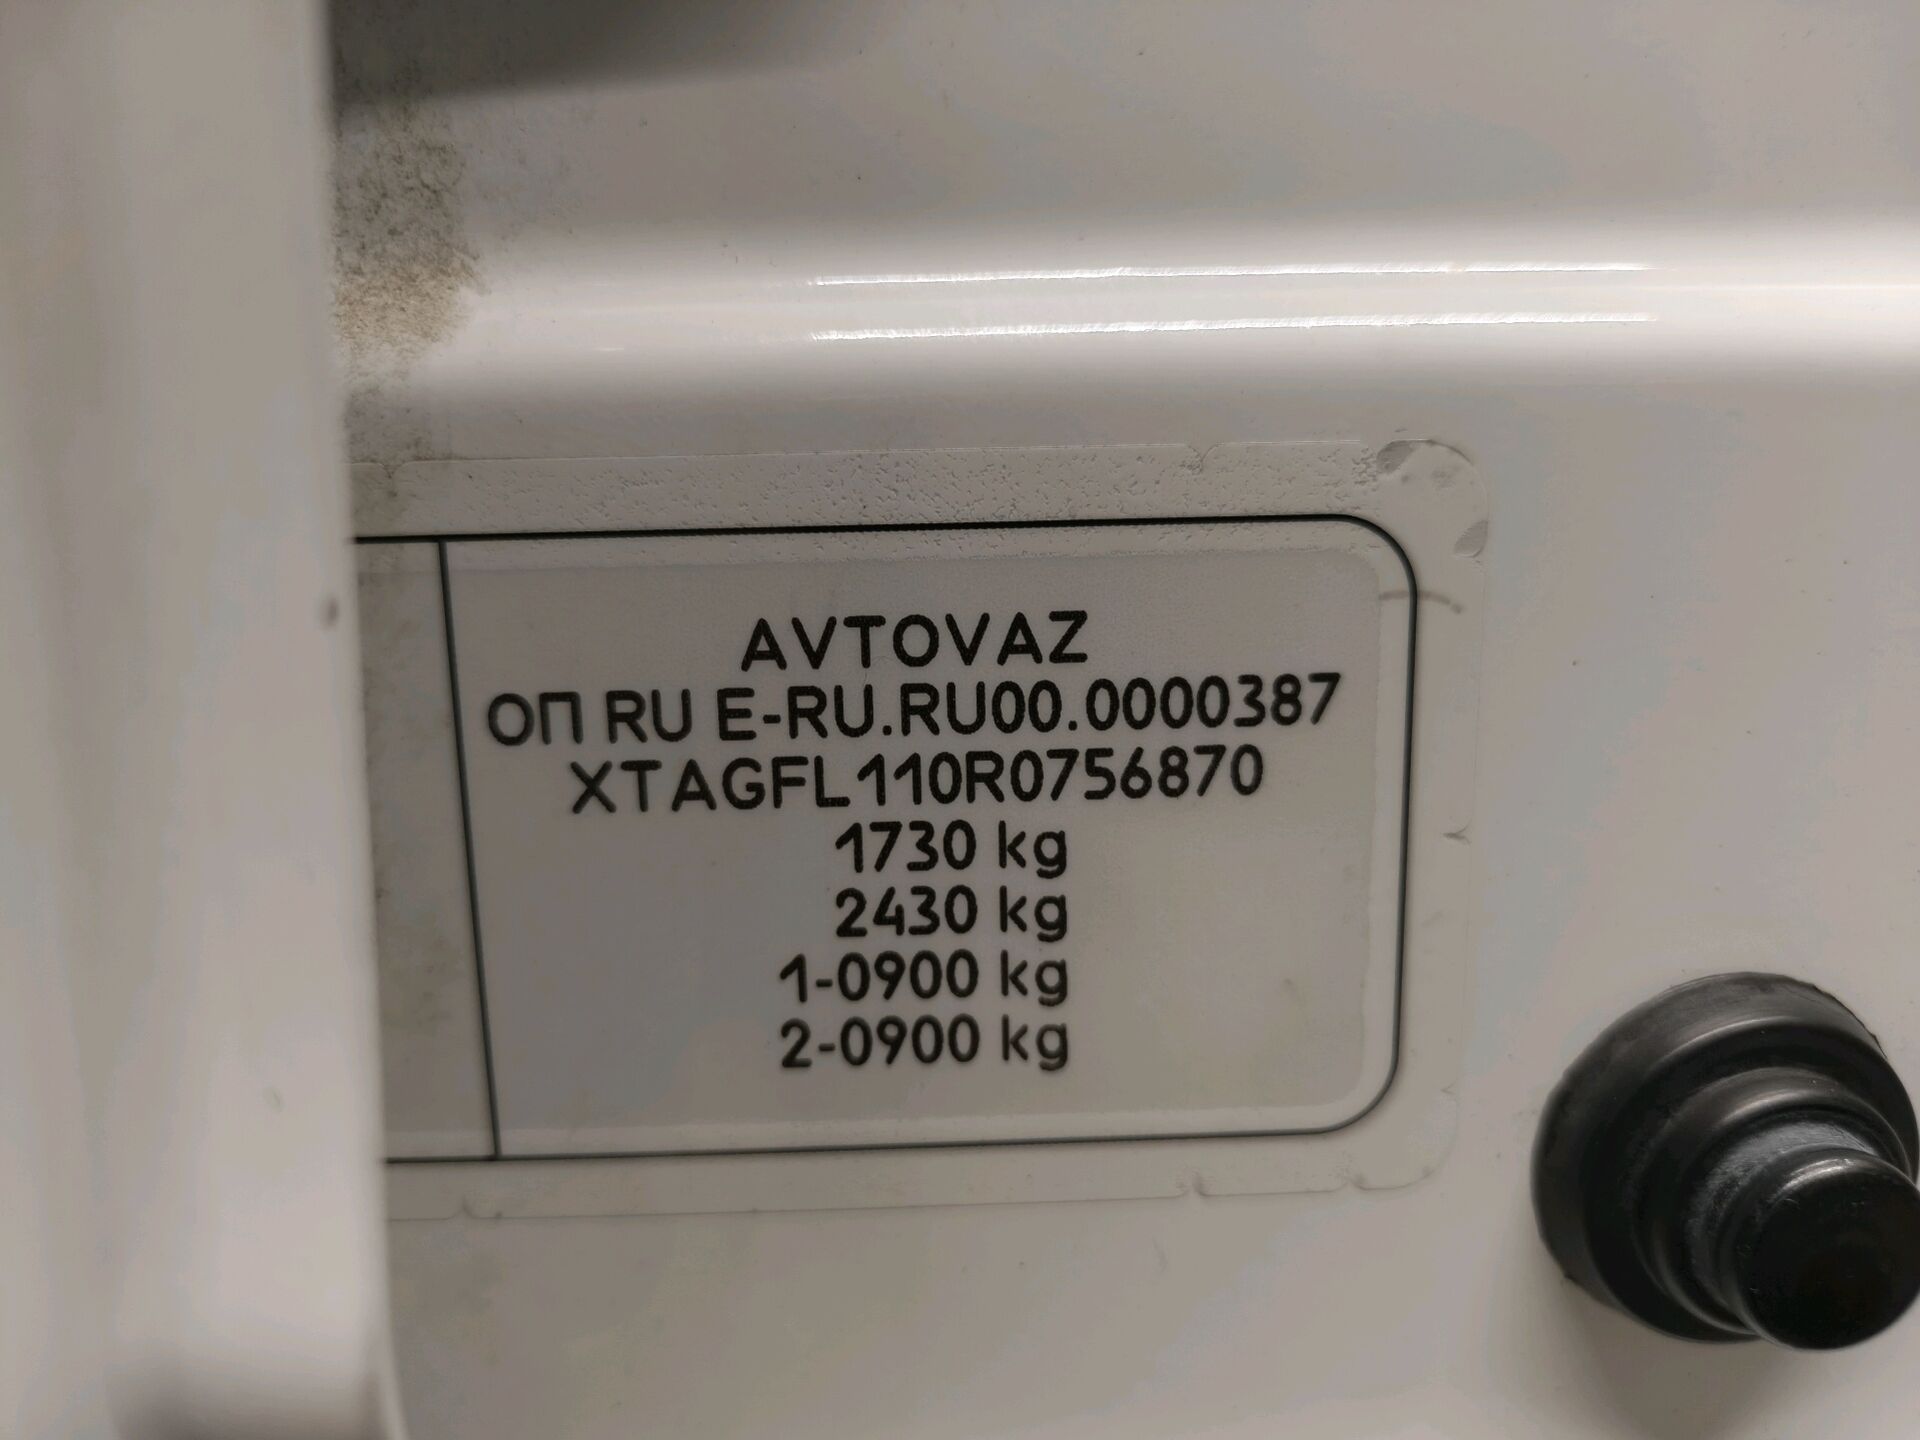 AVTOVAZ
ОП RU E-RU.RU00.0000387
XTAGFL110R0756870
1730 kg
2430 kg
1-0900 kg
2-0900 kg